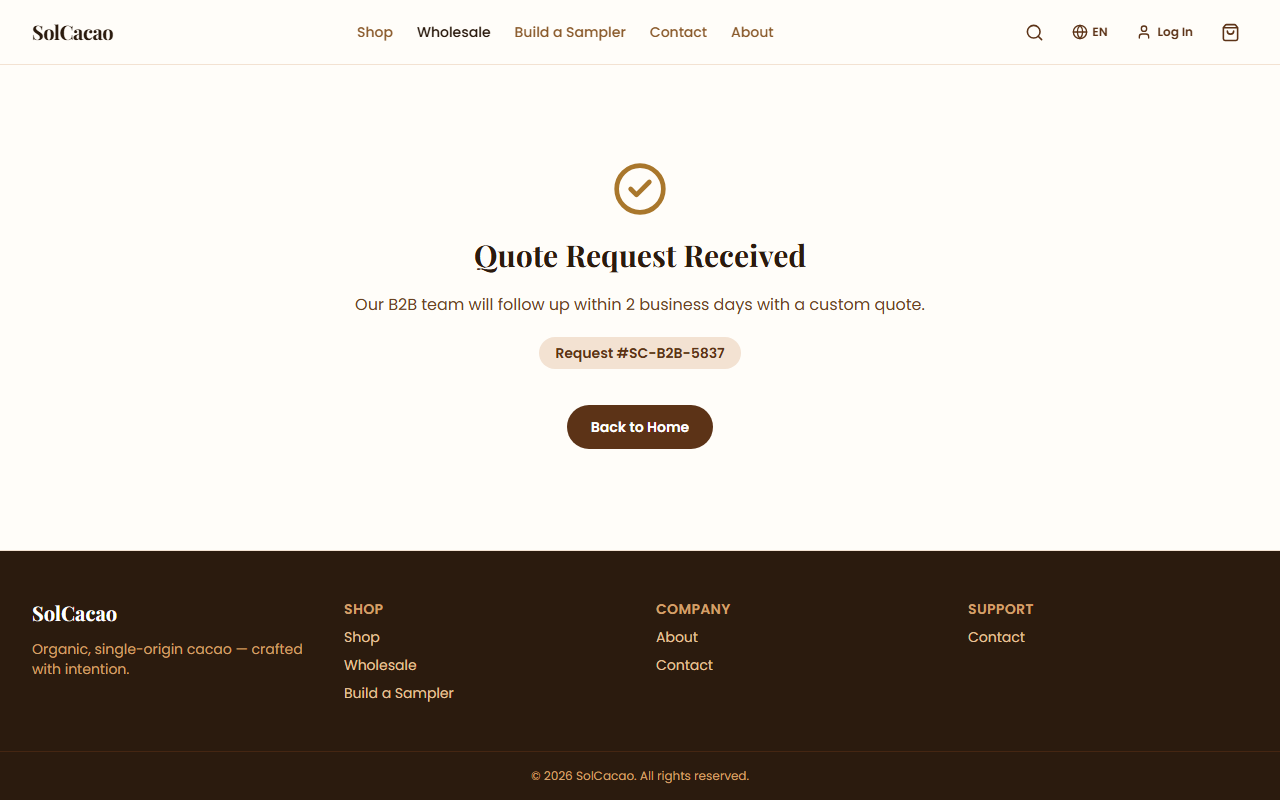 SolCacao
Shop Wholesale Build a Sampler Contact About
EN Log In
Quote Request Received
Our B2B team will follow up within 2 business days with a custom quote.
Request #SC-B2B-5837
Back to Home
SolCacao
Organic, single-origin cacao — crafted
with intention.
SHOP
Shop
Wholesale
Build a Sampler
COMPANY
About
Contact
SUPPORT
Contact
© 2026 SolCacao. All rights reserved.